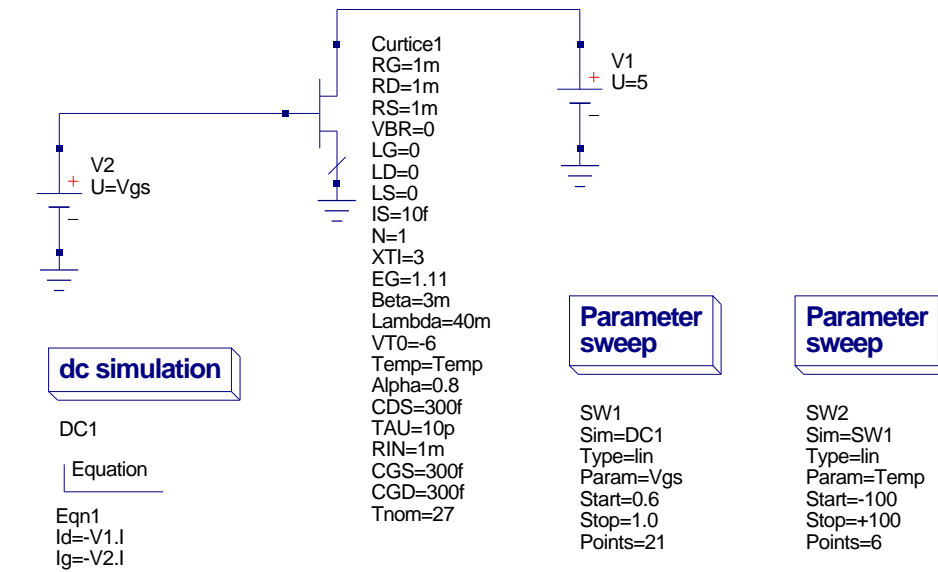 Curtice1
RG=1m
RD=1m
RS=1m
VBR=0
LG=0
LD=0
LS=0
IS=10f
N=1
XTI=3
EG=1.11
Beta=3m
Lambda=40m
VT0=-6
Temp=Temp
Alpha=0.8
CDS=300f
TAU=10p
RIN=1m
CGS=300f
CGD=300f
Tnom=27
V1
+ U=5
−
V2
+ U=Vgs
−
dc simulation
DC1
Equation
Eqn1
Id=-V1.I
Ig=-V2.I
Parameter
sweep
SW1
Sim=DC1
Type=lin
Param=Vgs
Start=0.6
Stop=1.0
Points=21
Parameter
sweep
SW2
Sim=SW1
Type=lin
Param=Temp
Start=-100
Stop=+100
Points=6